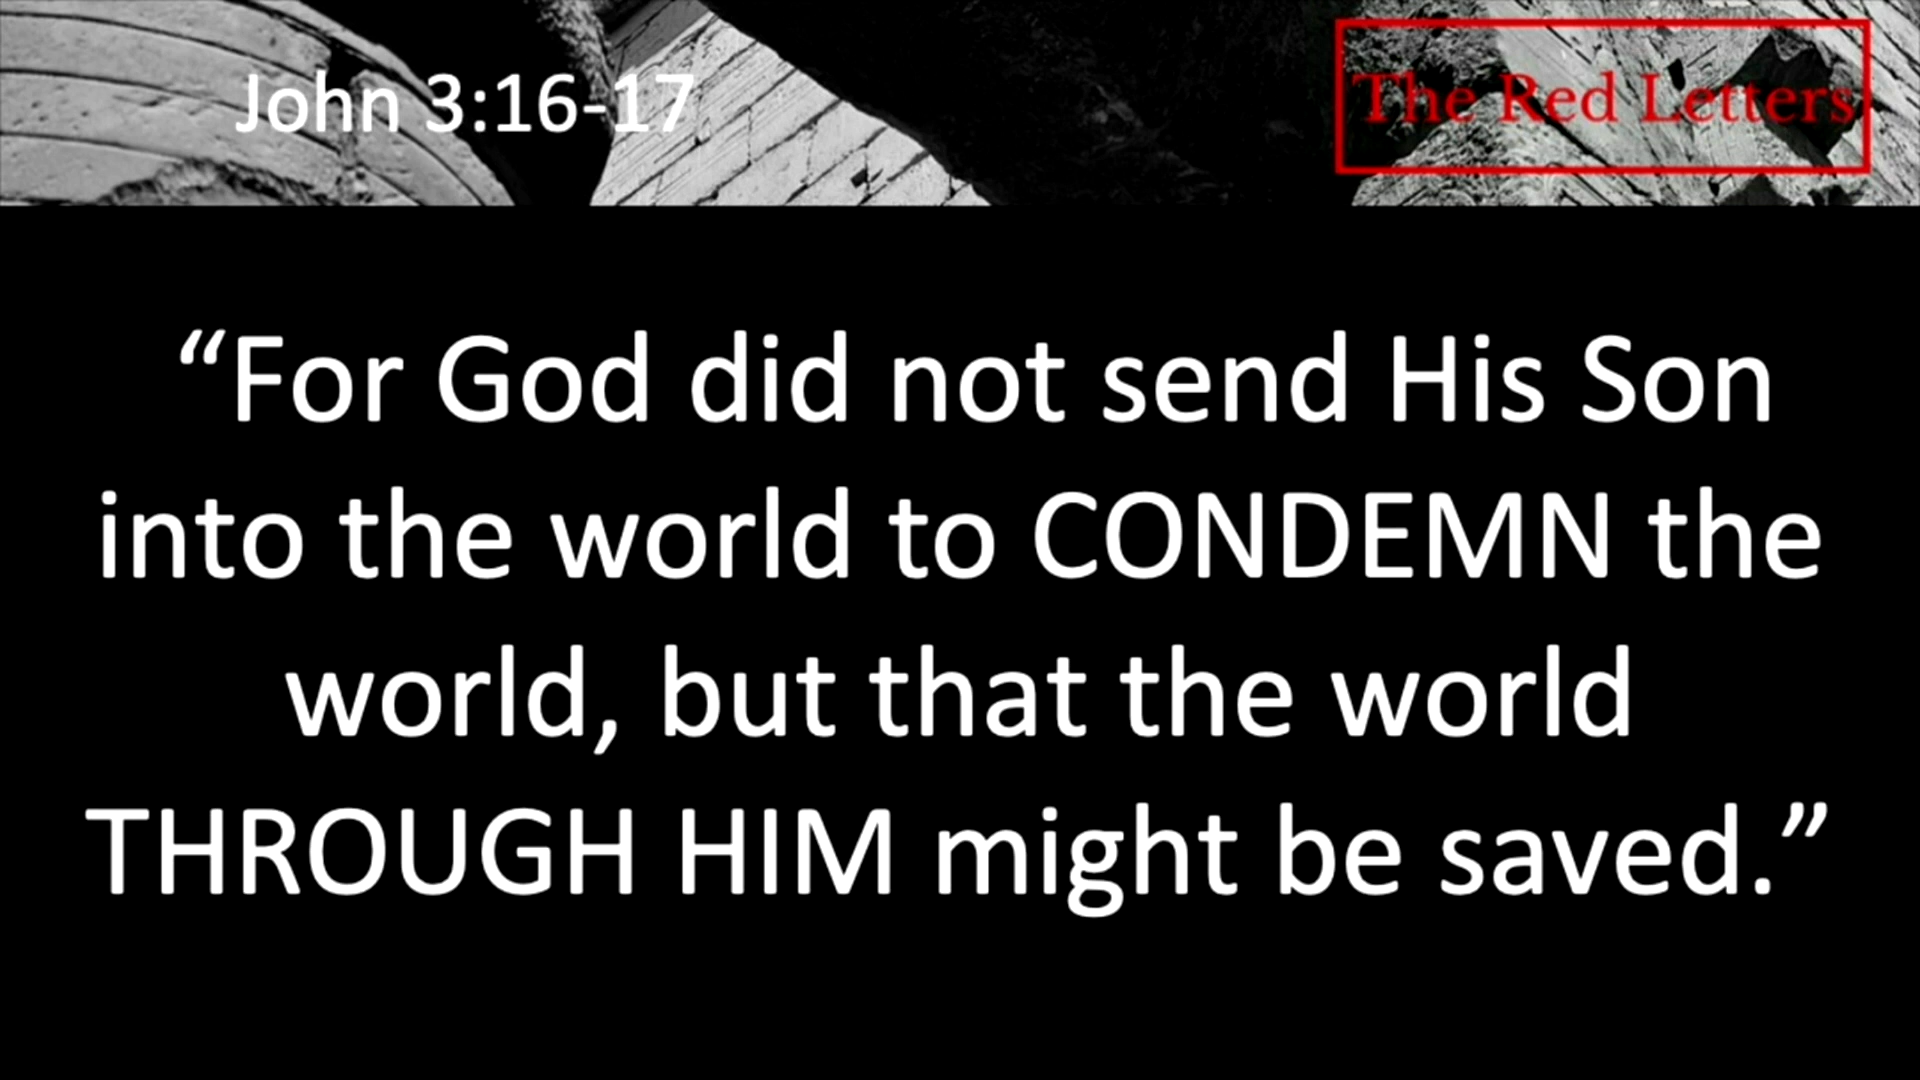 John 3:16-17
The Red Letters
“For God did not send His Son
into the world to CONDEMN the
world, but that the world
THROUGH HIM might be saved.”